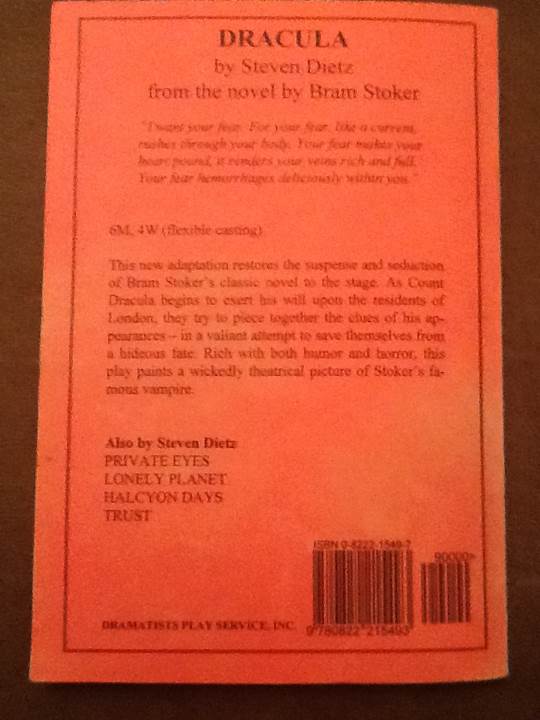 DRACULA
by Steven Dietz
from the novel by Bram Stoker
"I want your fear. For your fear, like a current,
rushes through your body. Your fear makes your
heart pound, it renders your veins rich and full.
Your fear hemorrhages deliciously within you."
6M, 4W (flexible casting)
This new adaptation restores the suspense and seduction
of Bram Stoker's classic novel to the stage. As Count
Dracula begins to exert his will upon the residents of
London, they try to piece together the clues of his ap-
pearances – in a valiant attempt to save themselves from
a hideous fate. Rich with both humor and horror, this
play paints a wickedly theatrical picture of Stoker's fa-
mous vampire.
Also by Steven Dietz
PRIVATE EYES
LONELY PLANET
HALCYON DAYS
TRUST
ISBN 0-8222-1549-7
90000>
9 780822 215493
DRAMATISTS PLAY SERVICE, INC.